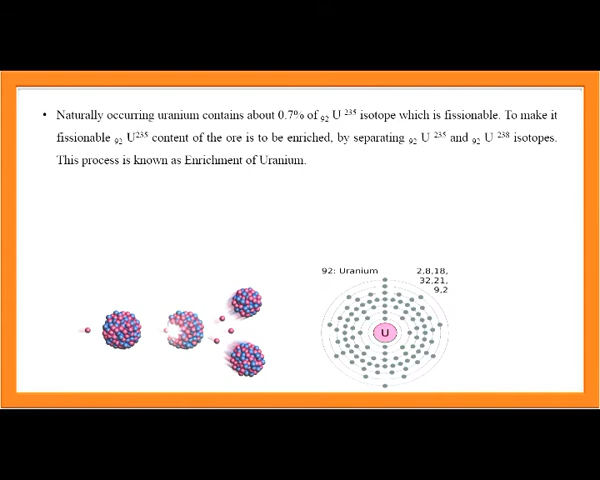 • Naturally occurring uranium contains about 0.7% of ₉₂ U ²³⁵ isotope which is fissionable. To make it
fissionable ₉₂ U²³⁵ content of the ore is to be enriched, by separating ₉₂ U ²³⁵ and ₉₂ U ²³⁸ isotopes.
This process is known as Enrichment of Uranium.
92: Uranium
2,8,18,
32,21,
9,2
U